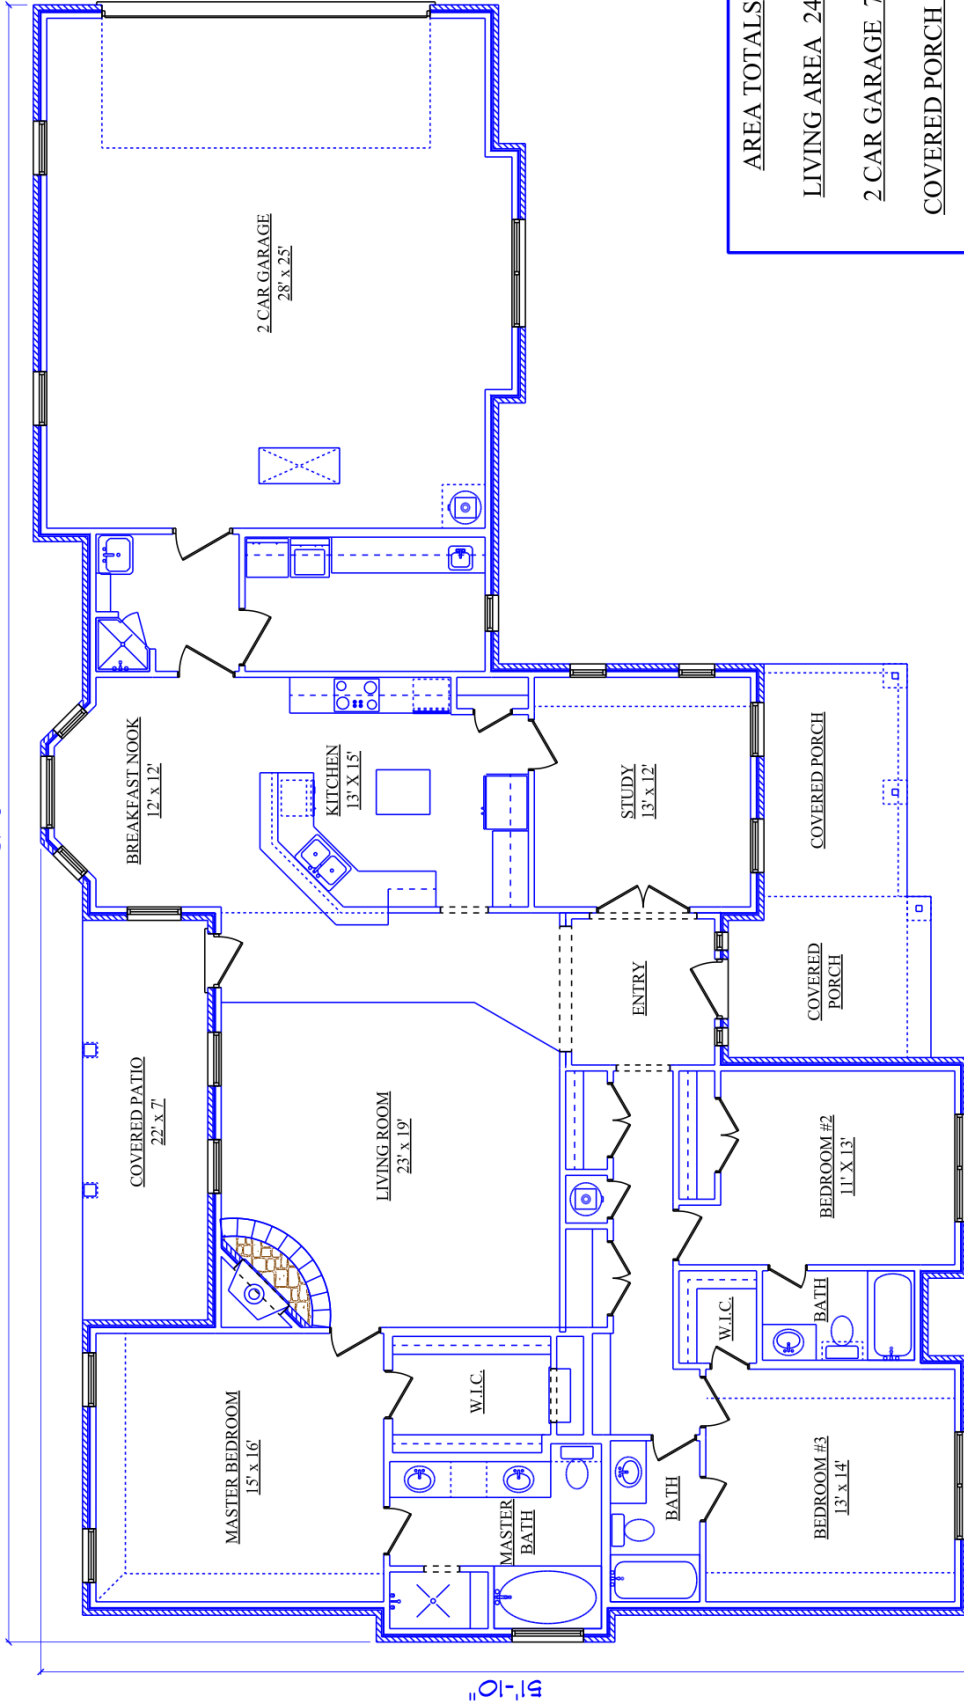 2 CAR GARAGE
28' x 25'
BREAKFAST NOOK
12' x 12'
KITCHEN
13' X 15'
STUDY
13' x 12'
COVERED PORCH
COVERED
PORCH
ENTRY
COVERED PATIO
22' x 7'
LIVING ROOM
23' x 19'
BEDROOM #2
11' X 13'
BATH
W.I.C.
W.I.C.
MASTER BEDROOM
15' x 16'
MASTER
BATH
BATH
BEDROOM #3
13' x 14'
51'-10"
AREA TOTALS
LIVING AREA 24
2 CAR GARAGE 7
COVERED PORCH